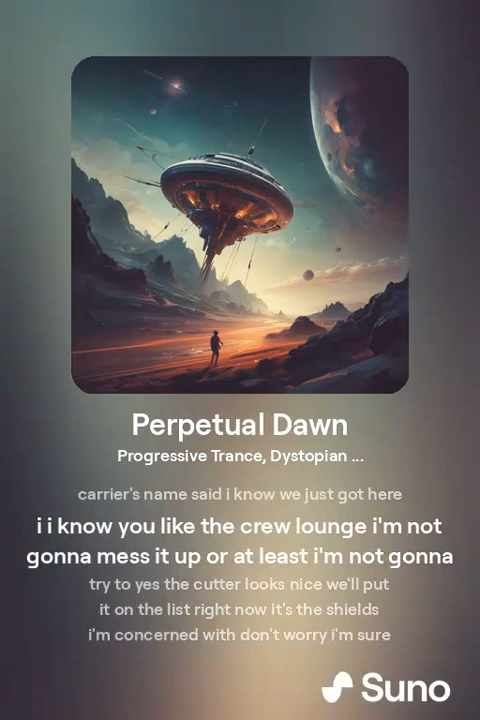 Perpetual Dawn
Progressive Trance, Dystopian ...
carrier's name said i know we just got here
i i know you like the crew lounge i'm not
gonna mess it up or at least i'm not gonna
try to yes the cutter looks nice we'll put
it on the list right now it's the shields
i'm concerned with don't worry i'm sure
Suno